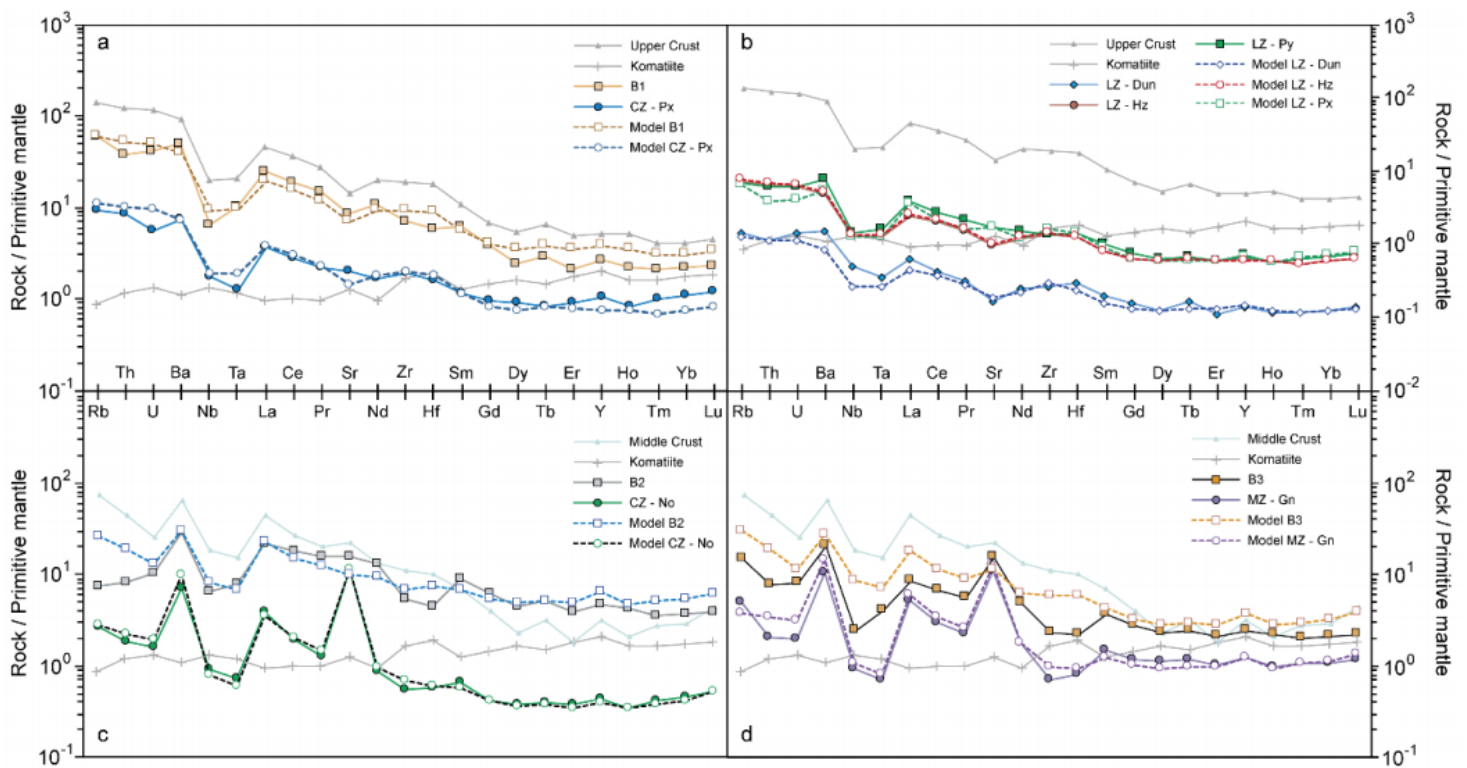 a
10³
10²
10¹
10⁰
10⁻¹
Rock / Primitive mantle
Upper Crust
Komatiite
B1
CZ - Px
Model B1
Model CZ - Px
b
Upper Crust
Komatiite
LZ - Dun
LZ - Hz
LZ - Py
Model LZ - Dun
Model LZ - Hz
Model LZ - Px
10³
10²
10¹
10⁰
10⁻¹
10⁻²
Rock / Primitive mantle
Th Ba Ta Ce Sr Zr Sm Dy Er Ho Yb
Rb U Nb La Pr Nd Hf Gd Tb Y Tm Lu
Th Ba Ta Ce Sr Zr Sm Dy Er Ho Yb
Rb U Nb La Pr Nd Hf Gd Tb Y Tm Lu
10²
10¹
10⁰
10⁻¹
Rock / Primitive mantle
Middle Crust
Komatiite
B2
CZ - No
Model B2
Model CZ - No
c
Middle Crust
Komatiite
B3
MZ - Gn
Model B3
Model MZ - Gn
d
10²
10¹
10⁰
10⁻¹
Rock / Primitive mantle